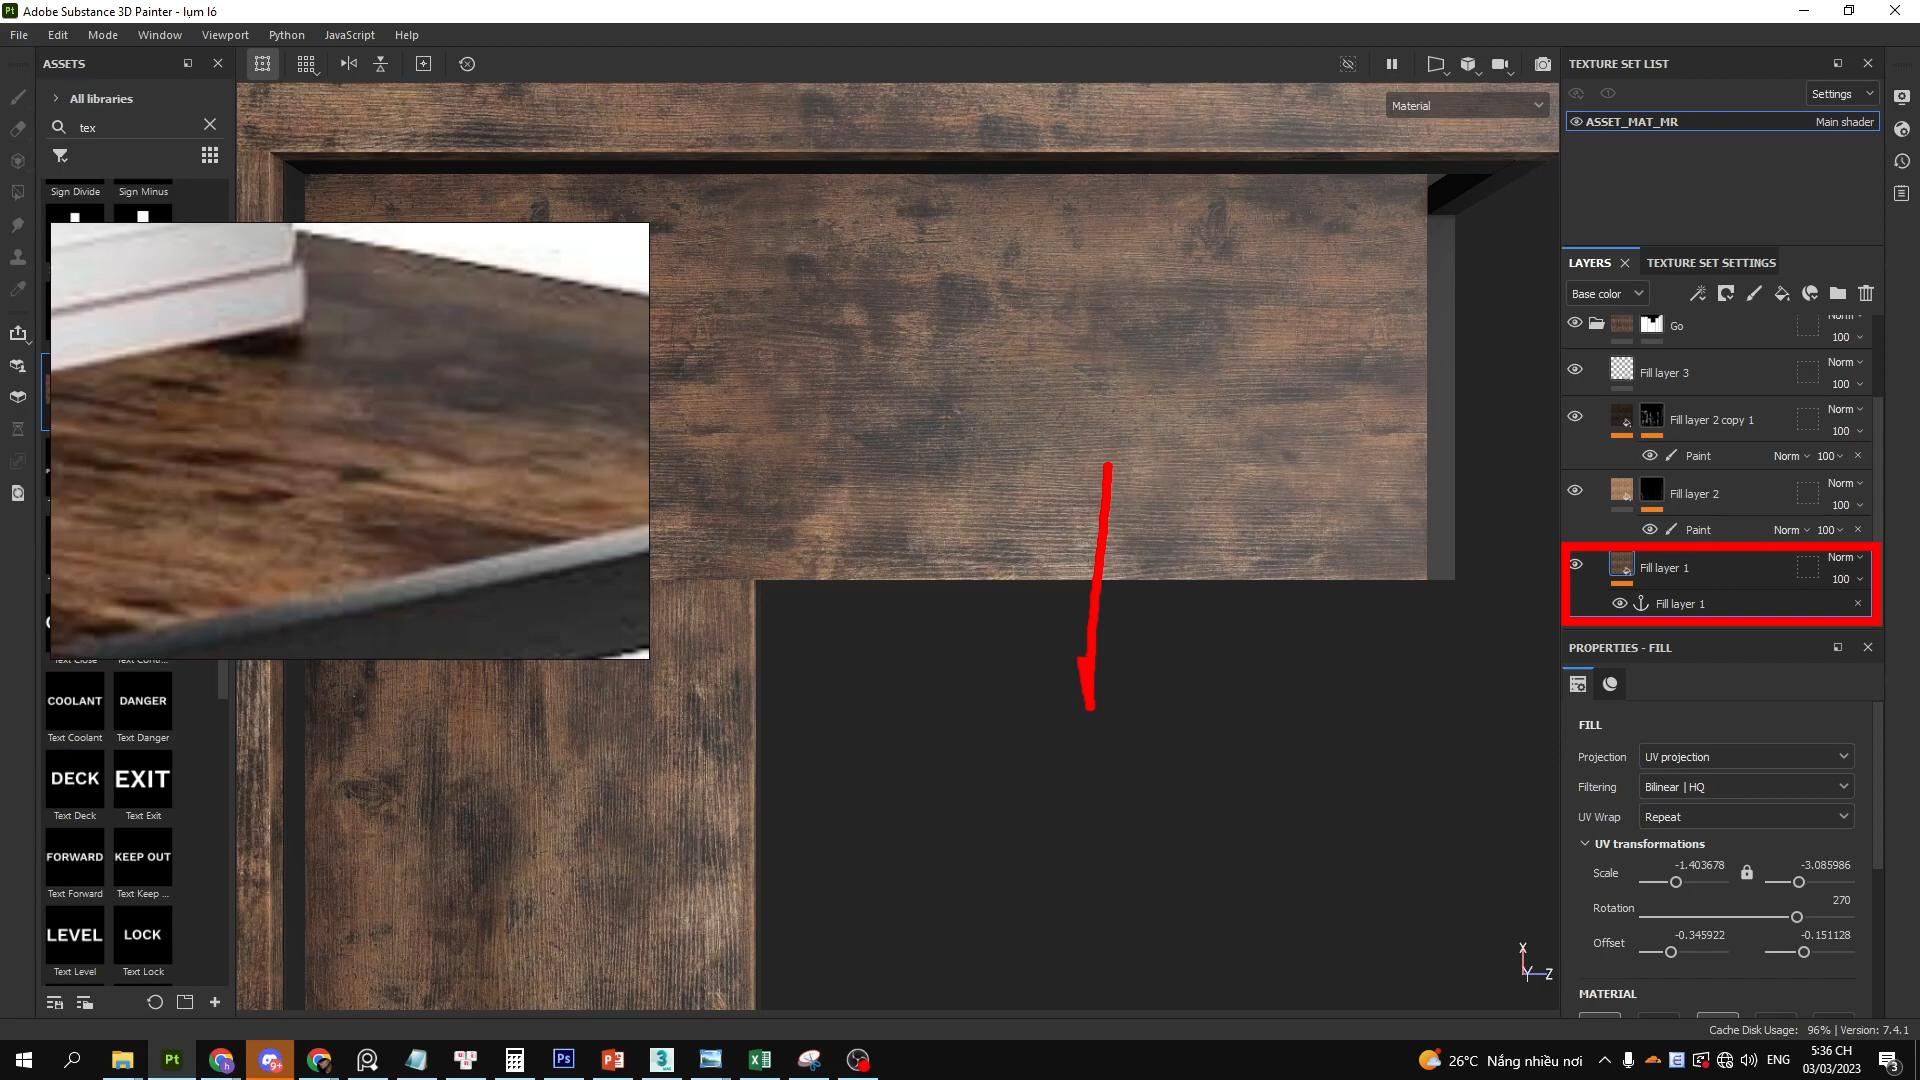 Adobe Substance 3D Painter - lụm ló
File Edit Mode Window Viewport Python JavaScript Help
ASSETS
All libraries
tex
Sign Divide Sign Minus
COOLANT DANGER
Text Coolant Text Danger
DECK EXIT
Text Deck Text Exit
FORWARD KEEP OUT
Text Forward Text Keep ...
LEVEL LOCK
Text Level Text Lock
Material
X
Y Z
TEXTURE SET LIST
Settings
ASSET_MAT_MR Main shader
LAYERS TEXTURE SET SETTINGS
Base color
Norm
Go
100
Norm
Fill layer 3
100
Norm
Fill layer 2 copy 1
100
Paint Norm 100
Norm
Fill layer 2
100
Paint Norm 100
Norm
Fill layer 1
100
Fill layer 1
PROPERTIES - FILL
FILL
Projection UV projection
Filtering Bilinear | HQ
UV Wrap Repeat
UV transformations
Scale -1.403678 -3.085986
Rotation 270
Offset -0.345922 -0.151128
MATERIAL
Cache Disk Usage: 96% | Version: 7.4.1
26°C Nắng nhiều nơi
ENG
5:36 CH
03/03/2023
3